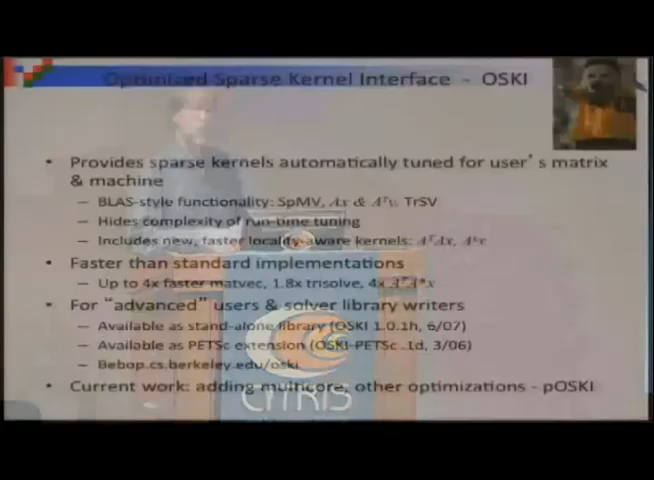 Optimized Sparse Kernel Interface - OSKI
• Provides sparse kernels automatically tuned for user's matrix
& machine
– BLAS-style functionality: SpMV, Ax & Aᵀy, TrSV
– Hides complexity of run-time tuning
– Includes new, faster locality-aware kernels: AᵀAx, Aᵏx
• Faster than standard implementations
– Up to 4x faster matvec, 1.8x trisolve, 4x
• For "advanced" users & solver library writers
– Available as stand-alone library (OSKI 1.0.1h, 6/07)
– Available as PETSc extension (OSKI-PETSc .1d, 3/06)
– Bebop.cs.berkeley.edu/oski
• Current work: adding multicore, other optimizations - pOSKI
CITRIS